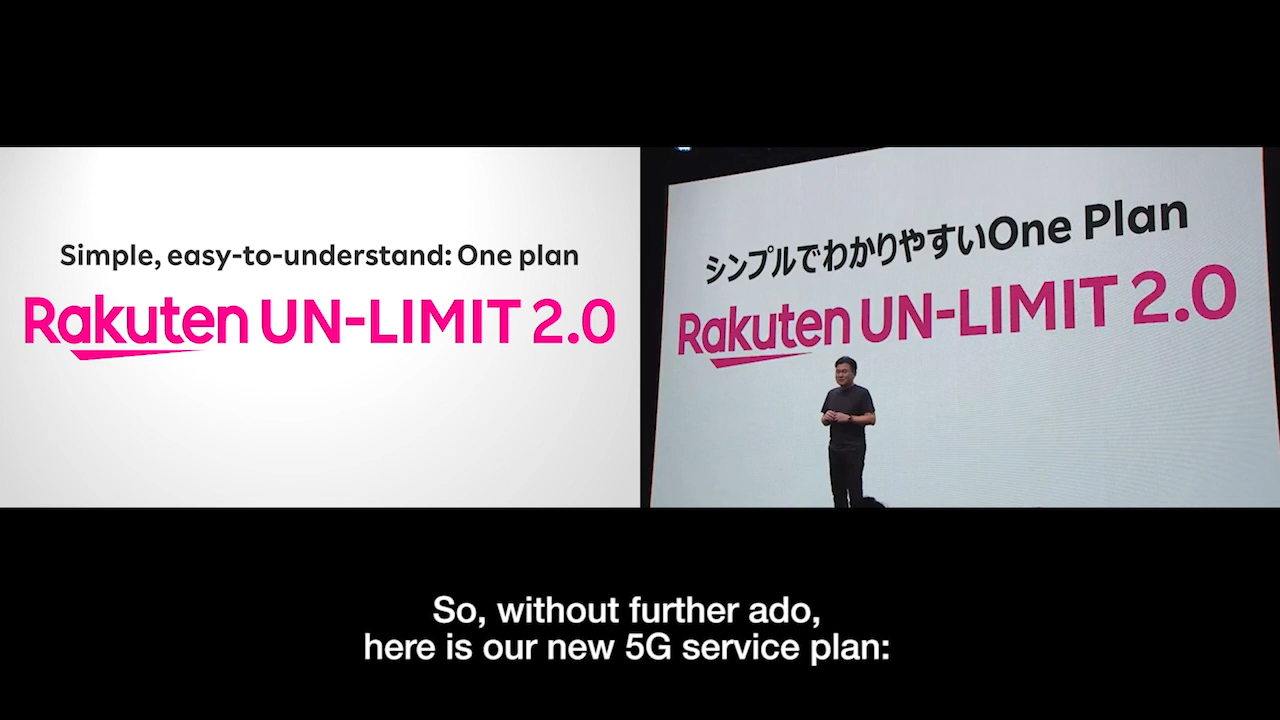 Simple, easy-to-understand: One plan
Rakuten UN-LIMIT 2.0
シンプルでわかりやすいOne Plan
Rakuten UN-LIMIT 2.0
So, without further ado,
here is our new 5G service plan: